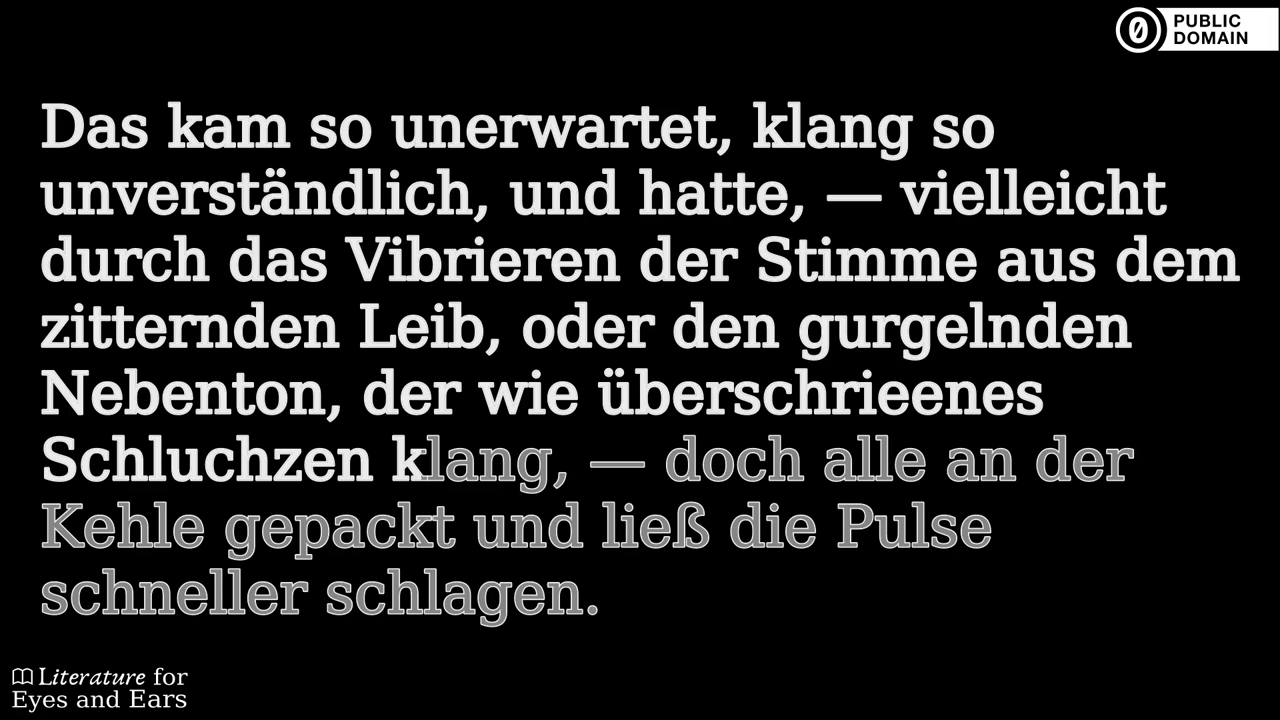 PUBLIC
DOMAIN
Das kam so unerwartet, klang so
unverständlich, und hatte, — vielleicht
durch das Vibrieren der Stimme aus dem
zitternden Leib, oder den gurgelnden
Nebenton, der wie überschrieenes
Schluchzen klang, — doch alle an der
Kehle gepackt und ließ die Pulse
schneller schlagen.
Literature for
Eyes and Ears